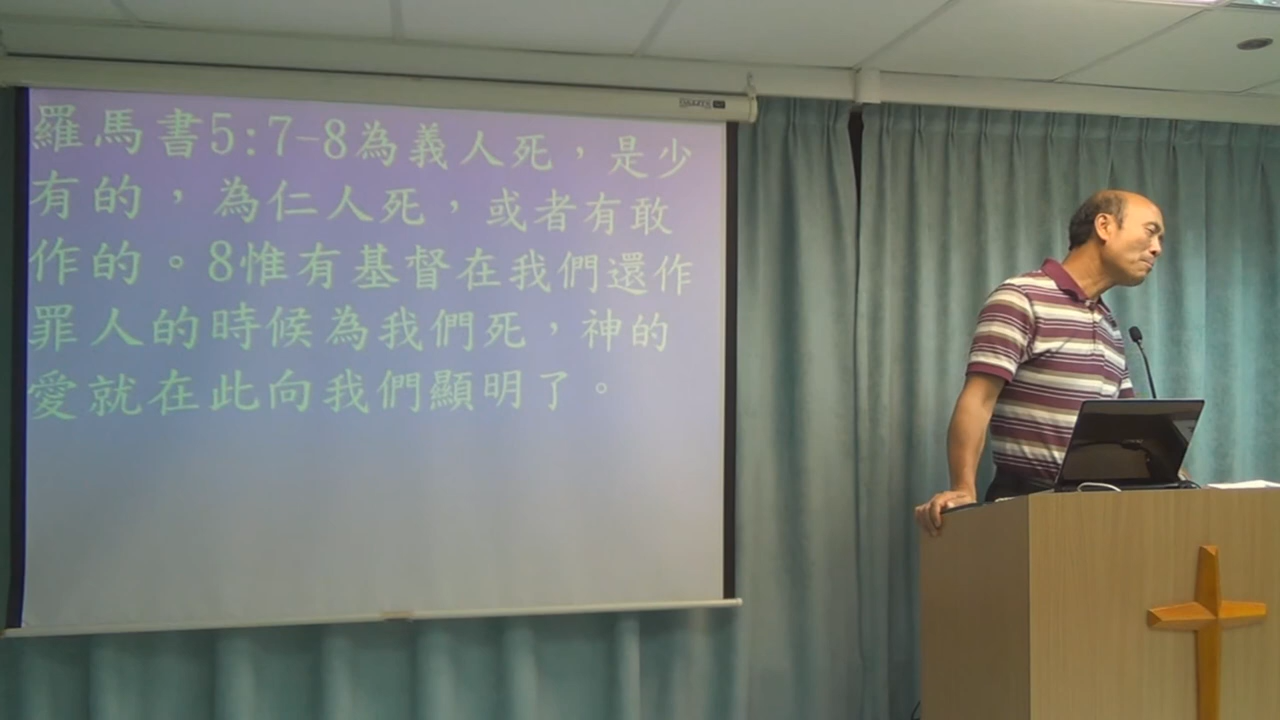 羅馬書5:7-8為義人死，是少
有的，為仁人死，或者有敢
作的。8惟有基督在我們還作
罪人的時候為我們死，神的
愛就在此向我們顯明了。